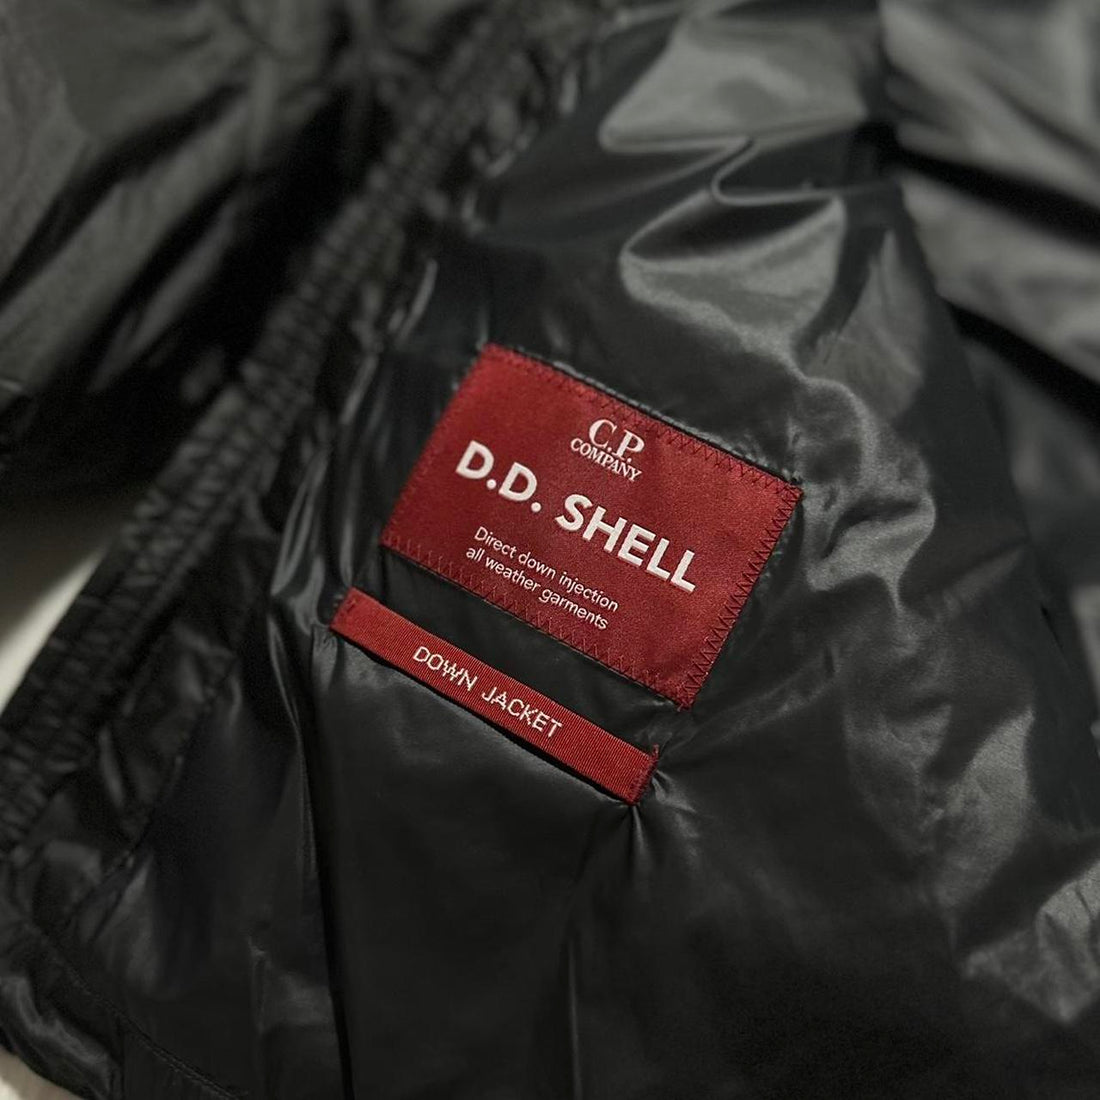 C.P.
COMPANY
D.D. SHELL
Direct down injection
all weather garments
DOWN JACKET